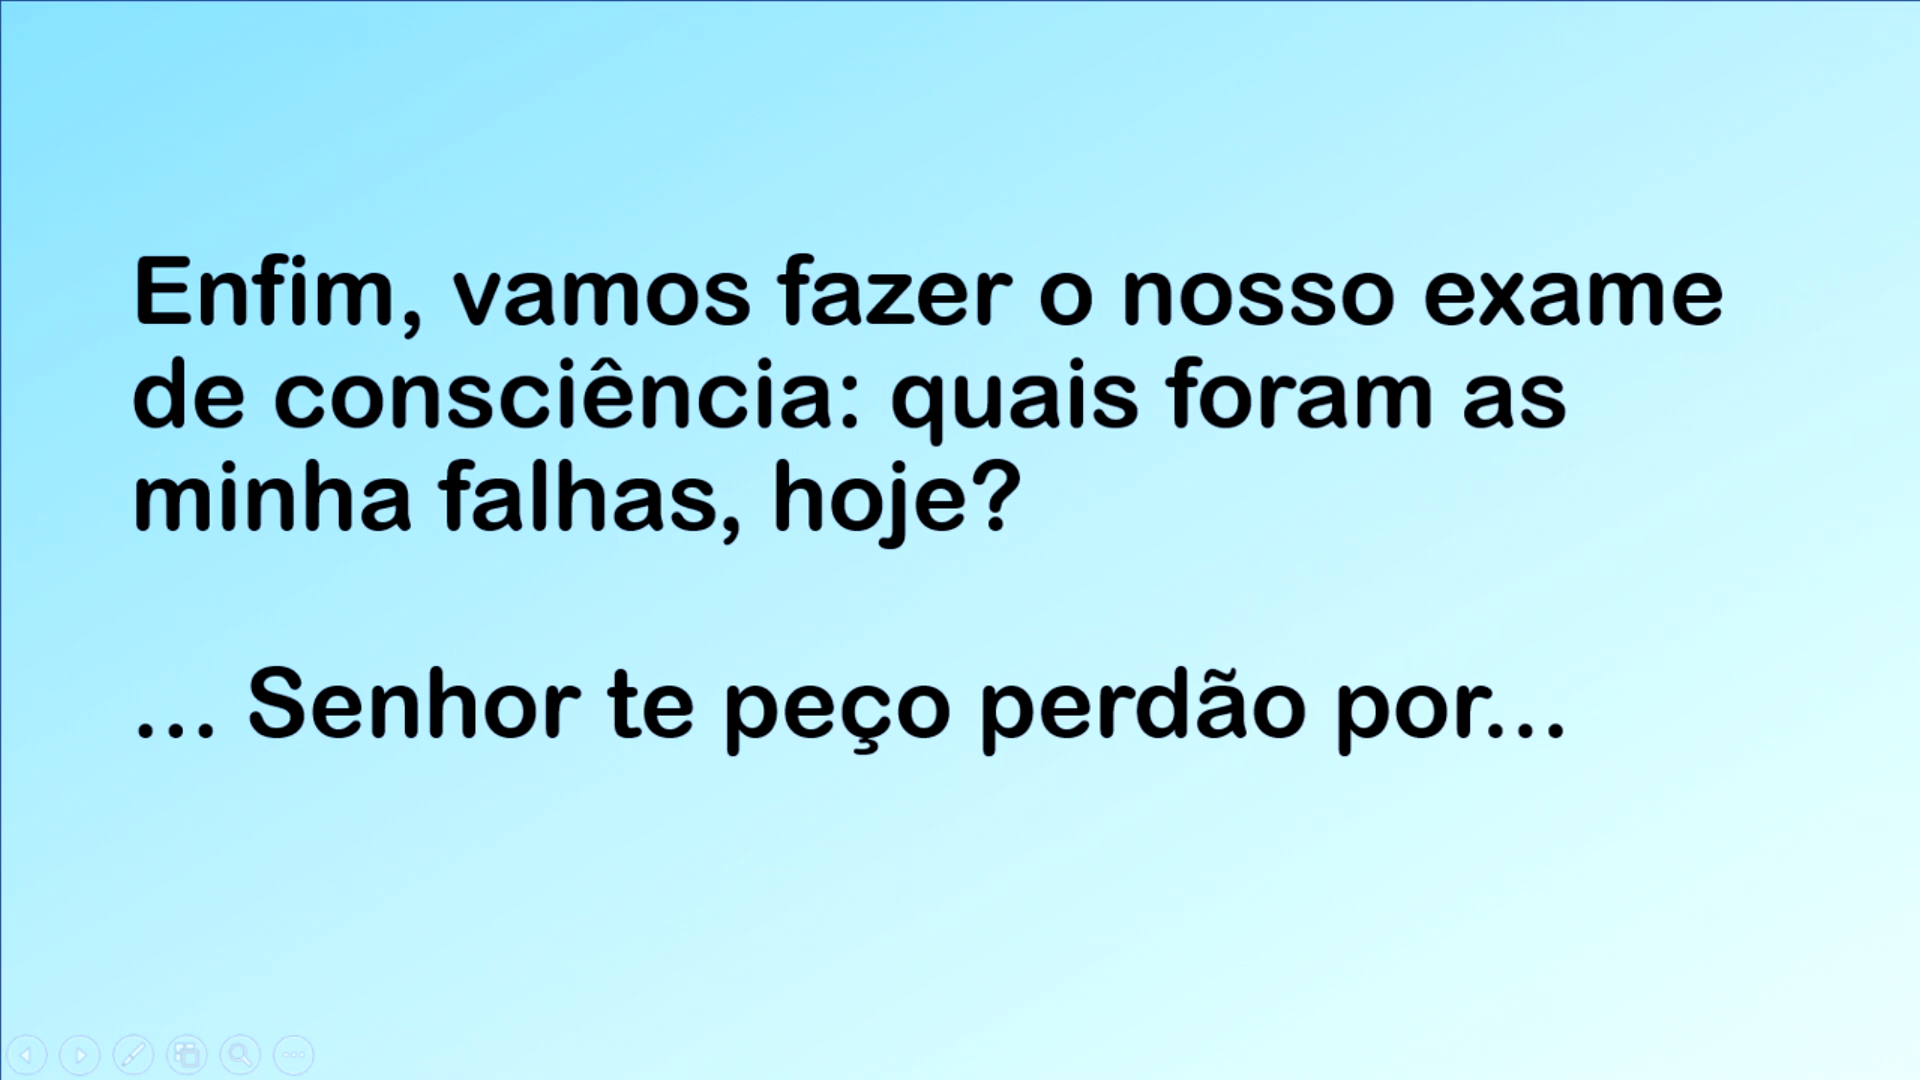 Enfim, vamos fazer o nosso exame
de consciência: quais foram as
minha falhas, hoje?
... Senhor te peço perdão por...